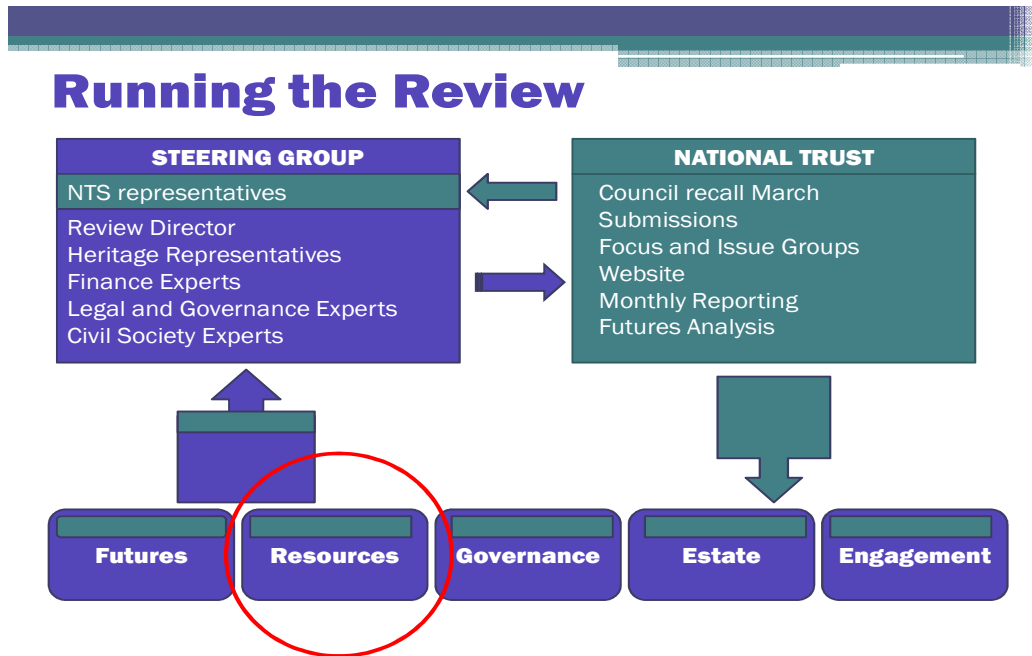 Running the Review
STEERING GROUP
NTS representatives
Review Director
Heritage Representatives
Finance Experts
Legal and Governance Experts
Civil Society Experts
NATIONAL TRUST
Council recall March
Submissions
Focus and Issue Groups
Website
Monthly Reporting
Futures Analysis
Futures
Resources
Governance
Estate
Engagement